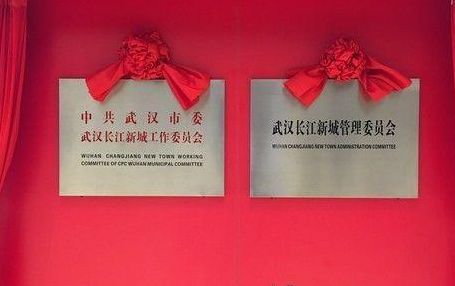 中共武汉市委
武汉长江新城工作委员会
WUHAN CHANGJIANG NEW TOWN WORKING
COMMITTEE OF CPC WUHAN MUNICIPAL COMMITTEE
武汉长江新城管理委员会
WUHAN CHANGJIANG NEW TOWN ADMINISTRATION COMMITTEE